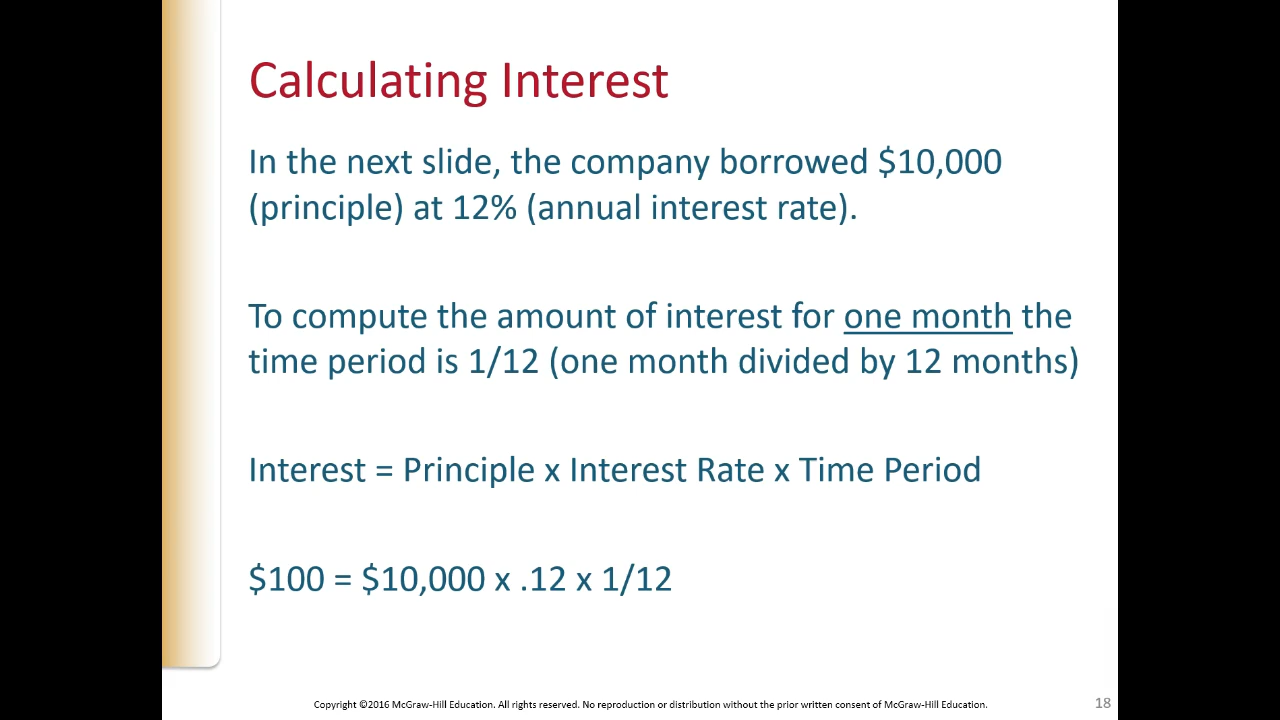 Calculating Interest
In the next slide, the company borrowed $10,000
(principle) at 12% (annual interest rate).
To compute the amount of interest for one month the
time period is 1/12 (one month divided by 12 months)
Interest = Principle x Interest Rate x Time Period
$100 = $10,000 x .12 x 1/12
Copyright ©2016 McGraw-Hill Education. All rights reserved. No reproduction or distribution without the prior written consent of McGraw-Hill Education.
18